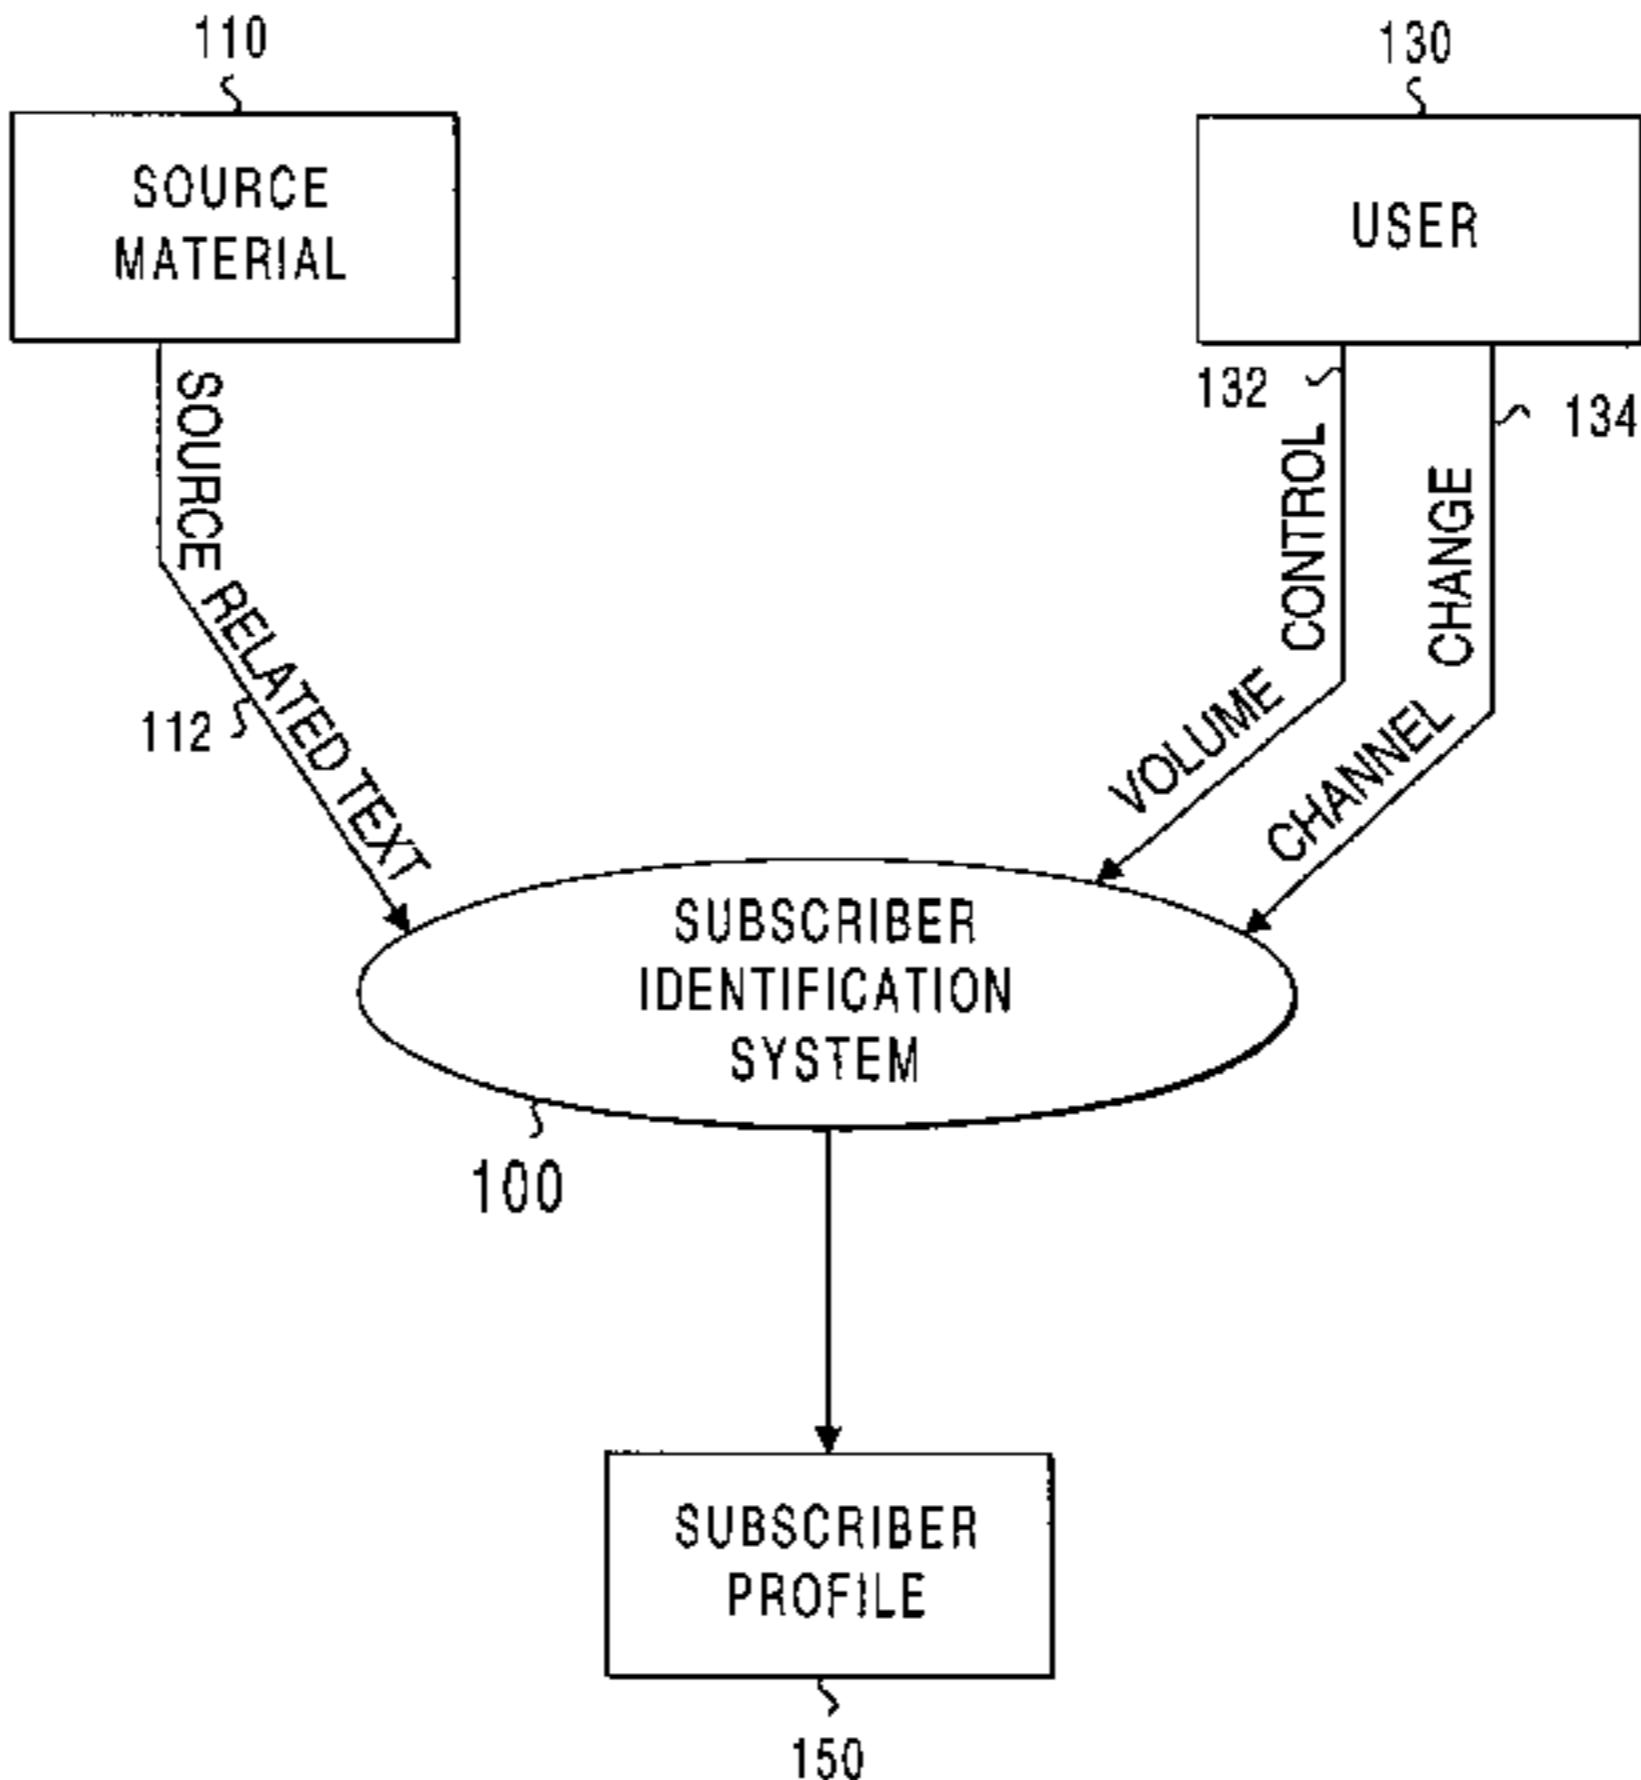 110
SOURCE
MATERIAL
130
USER
SOURCE RELATED TEXT
112
132
VOLUME CONTROL
134
CHANNEL CHANGE
SUBSCRIBER
IDENTIFICATION
SYSTEM
100
SUBSCRIBER
PROFILE
150